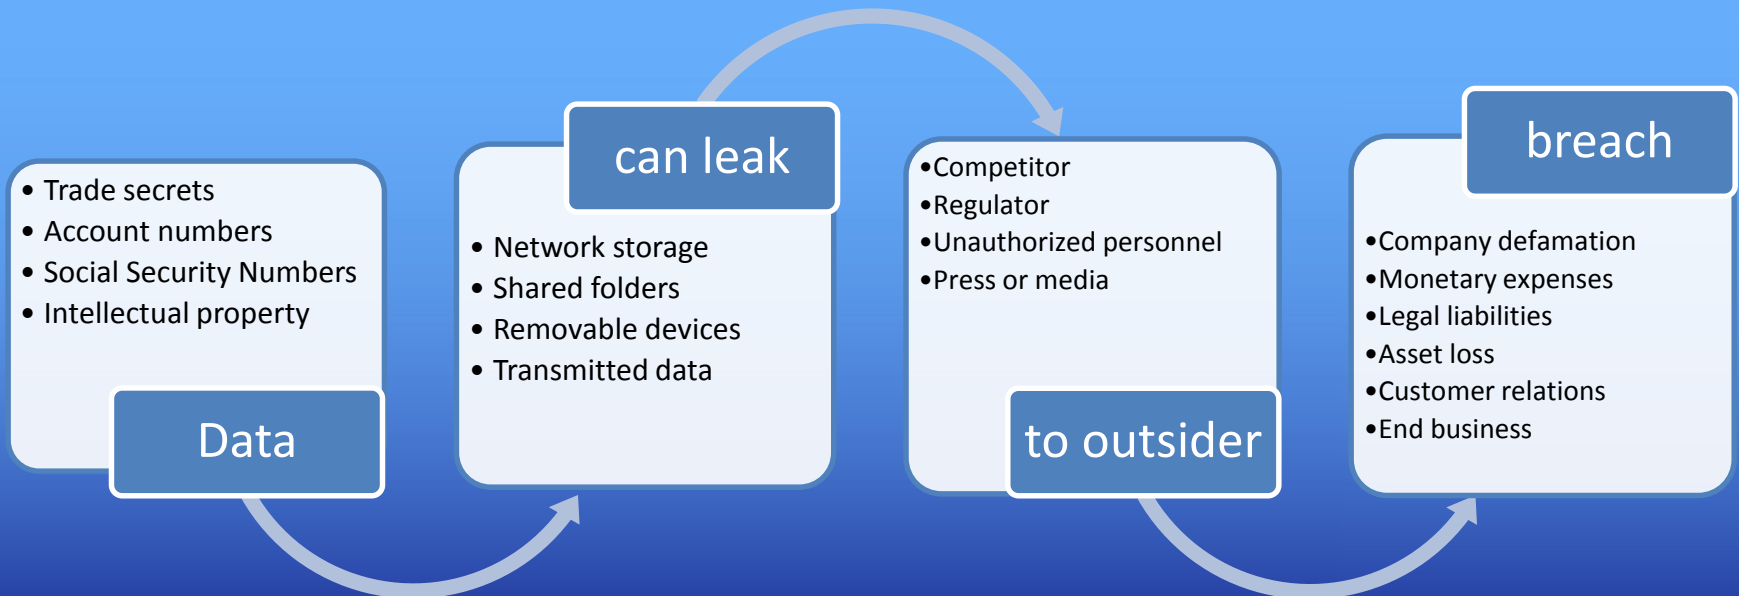 • Trade secrets
• Account numbers
• Social Security Numbers
• Intellectual property
Data
can leak
• Network storage
• Shared folders
• Removable devices
• Transmitted data
•Competitor
•Regulator
•Unauthorized personnel
•Press or media
to outsider
breach
•Company defamation
•Monetary expenses
•Legal liabilities
•Asset loss
•Customer relations
•End business